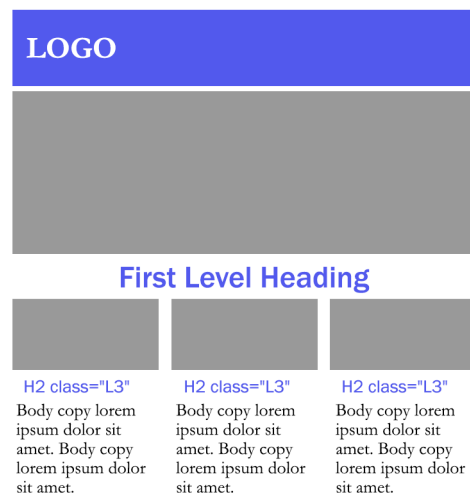 LOGO
First Level Heading
H2 class="L3"
Body copy lorem
ipsum dolor sit
amet. Body copy
lorem ipsum dolor
sit amet.
H2 class="L3"
Body copy lorem
ipsum dolor sit
amet. Body copy
lorem ipsum dolor
sit amet.
H2 class="L3"
Body copy lorem
ipsum dolor sit
amet. Body copy
lorem ipsum dolor
sit amet.